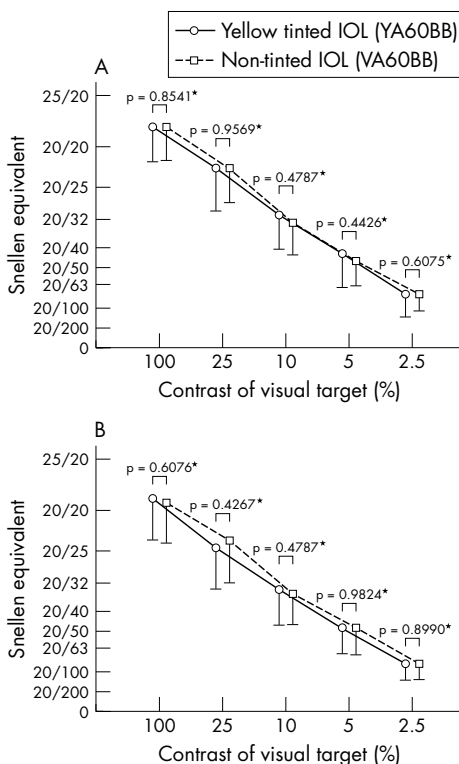 Yellow tinted IOL (YA60BB)
Non-tinted IOL (VA60BB)
A
25/20
20/20
20/25
20/32
20/40
20/50
20/63
20/100
20/200
0
Snellen equivalent
p = 0.8541*
p = 0.9569*
p = 0.4787*
p = 0.4426*
p = 0.6075*
100 25 10 5 2.5
Contrast of visual target (%)
B
25/20
20/20
20/25
20/32
20/40
20/50
20/63
20/100
20/200
0
Snellen equivalent
p = 0.6076*
p = 0.4267*
p = 0.4787*
p = 0.9824*
p = 0.8990*
100 25 10 5 2.5
Contrast of visual target (%)